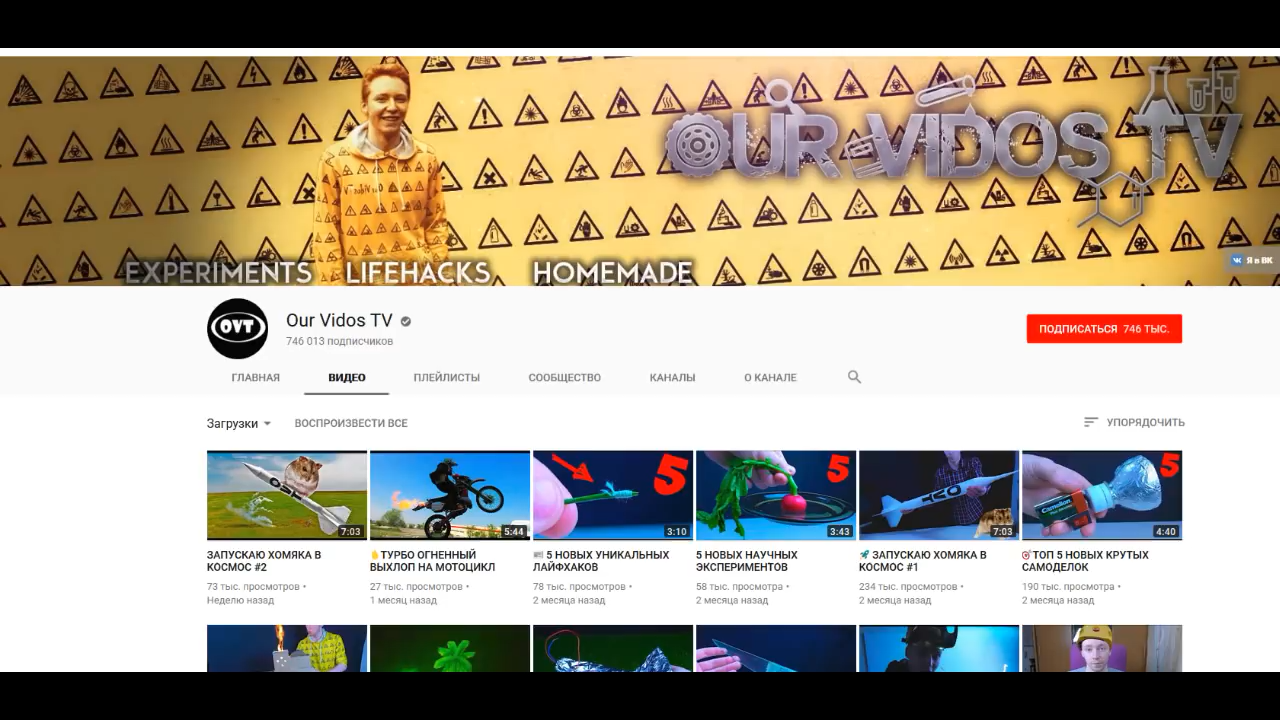 OUR VIDOS TV
EXPERIMENTS LIFEHACKS HOMEMADE
Я в ВК
OVT
Our Vidos TV
746 013 подписчиков
ПОДПИСАТЬСЯ 746 ТЫС.
ГЛАВНАЯ ВИДЕО ПЛЕЙЛИСТЫ СООБЩЕСТВО КАНАЛЫ О КАНАЛЕ
Загрузки ВОСПРОИЗВЕСТИ ВСЕ УПОРЯДОЧИТЬ
7:03
5:44
5
3:10
5
3:43
7:03
5
Camelion
4:40
ЗАПУСКАЮ ХОМЯКА В
КОСМОС #2
73 тыс. просмотров •
Неделю назад
ТУРБО ОГНЕННЫЙ
ВЫХЛОП НА МОТОЦИКЛ
27 тыс. просмотров •
1 месяц назад
5 НОВЫХ УНИКАЛЬНЫХ
ЛАЙФХАКОВ
78 тыс. просмотров •
2 месяца назад
5 НОВЫХ НАУЧНЫХ
ЭКСПЕРИМЕНТОВ
58 тыс. просмотра •
2 месяца назад
ЗАПУСКАЮ ХОМЯКА В
КОСМОС #1
234 тыс. просмотров •
2 месяца назад
ТОП 5 НОВЫХ КРУТЫХ
САМОДЕЛОК
190 тыс. просмотра •
2 месяца назад